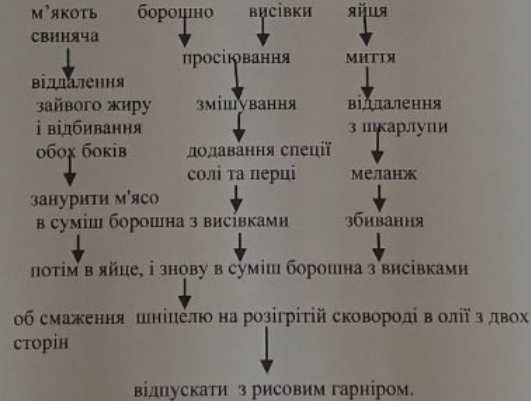 м’якоть борошно висівки яйця
свиняча
просіювання миття
віддалення
зайвого жиру змішування віддалення
і відбивання з шкарлупи
обох боків додавання спеції
солі та перці меланж
занурити м'ясо
в суміш борошна з висівками збивання
потім в яйце, і знову в суміш борошна з висівками
об смаження шніцелю на розігрітій сковороді в олії з двох
сторін
відпускати з рисовим гарніром.